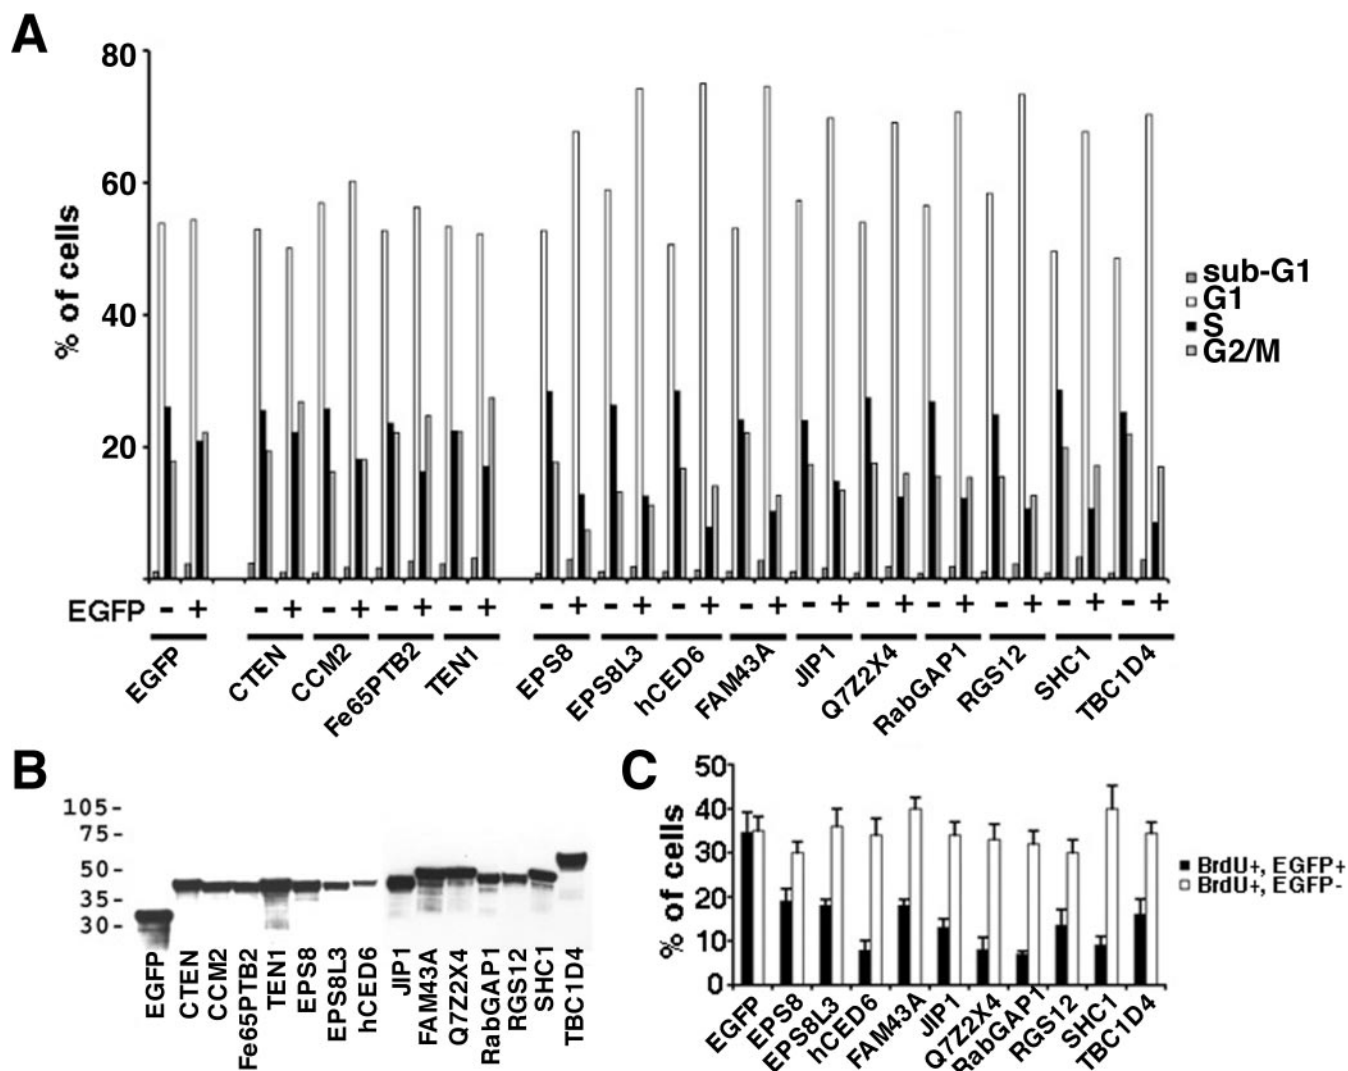 A
80
60
40
20
% of cells
sub-G1
G1
S
G2/M
EGFP - + - + - + - + - + - + - + - + - + - + - + - + - + - + - +
EGFP CTEN CCM2 Fe65PTB2 TEN1 EPS8 EPS8L3 hCED6 FAM43A JIP1 Q7Z2X4 RabGAP1 RGS12 SHC1 TBC1D4
B
105-
75-
50-
35-
30-
EGFP CTEN CCM2 Fe65PTB2 TEN1 EPS8 EPS8L3 hCED6 JIP1 FAM43A Q7Z2X4 RabGAP1 RGS12 SHC1 TBC1D4
C
50
40
30
20
10
0
% of cells
BrdU+, EGFP+
BrdU+, EGFP-
EGFP EPS8 EPS8L3 hCED6 FAM43A JIP1 Q7Z2X4 RabGAP1 RGS12 SHC1 TBC1D4